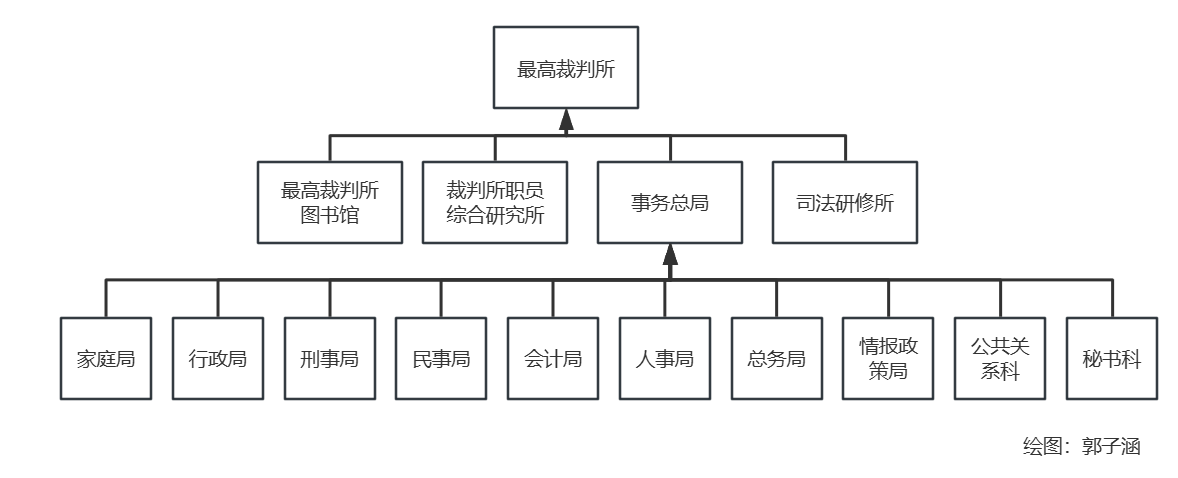 最高裁判所
最高裁判所
图书馆
裁判所职员
综合研究所
事务总局
司法研修所
家庭局
行政局
刑事局
民事局
会计局
人事局
总务局
情报政
策局
公共关
系科
秘书科
绘图：郭子涵